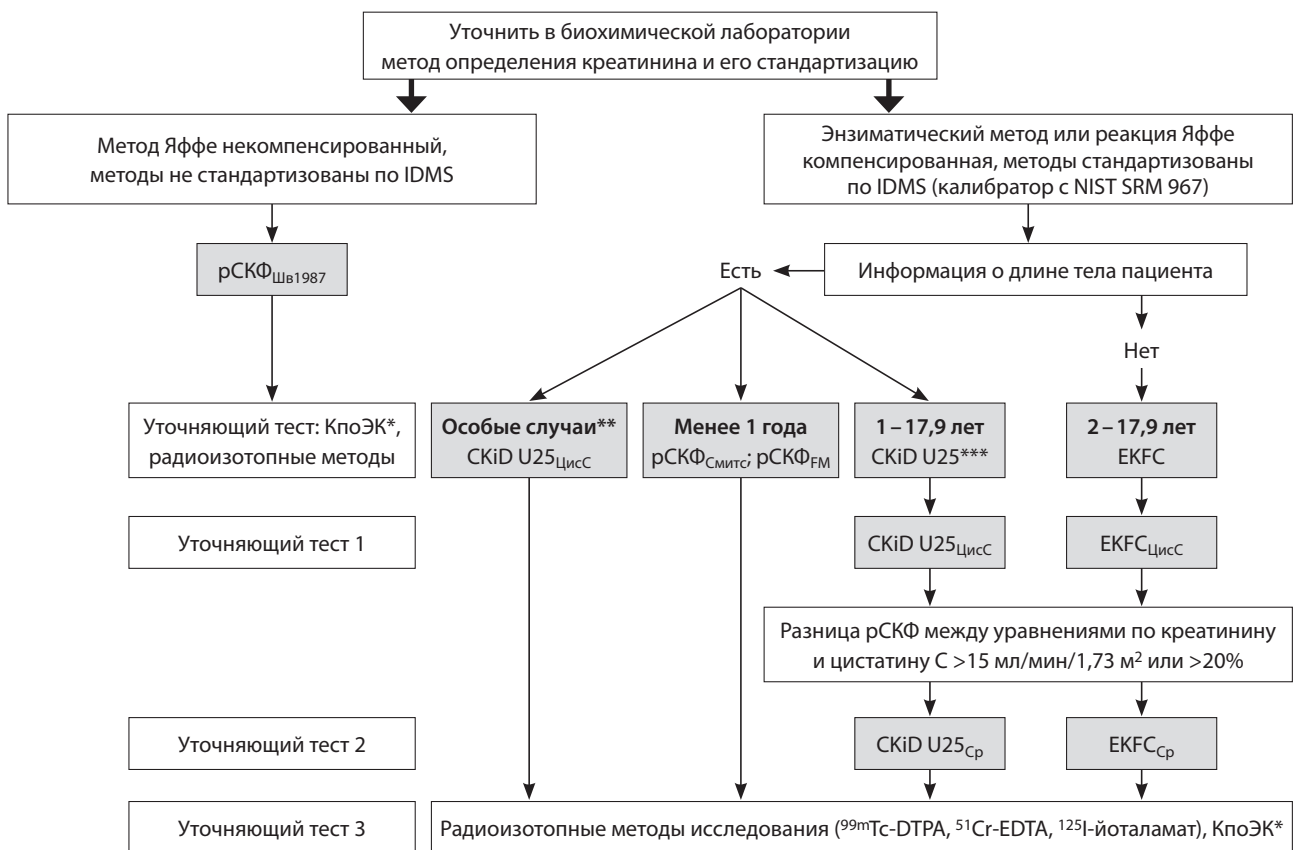 Уточнить в биохимической лаборатории
метод определения креатинина и его стандартизацию
Метод Яффе некомпенсированный,
методы не стандартизованы по IDMS
Энзиматический метод или реакция Яффе
компенсированная, методы стандартизованы
по IDMS (калибратор с NIST SRM 967)
рСКФШв1987
Есть
Информация о длине тела пациента
Нет
Уточняющий тест: КпоЭК*,
радиоизотопные методы
Особые случаи**
CKiD U25ЦисС
Менее 1 года
рСКФСмитс; рСКФFM
1–17,9 лет
CKiD U25***
2–17,9 лет
EKFC
Уточняющий тест 1
CKiD U25ЦисС
EKFCЦисС
Разница рСКФ между уравнениями по креатинину
и цистатину С >15 мл/мин/1,73 м² или >20%
Уточняющий тест 2
CKiD U25Ср
EKFCСр
Уточняющий тест 3
Радиоизотопные методы исследования (⁹⁹ᵐTc-DTPA, ⁵¹Cr-EDTA, ¹²⁵I-йоталамат), КпоЭК*